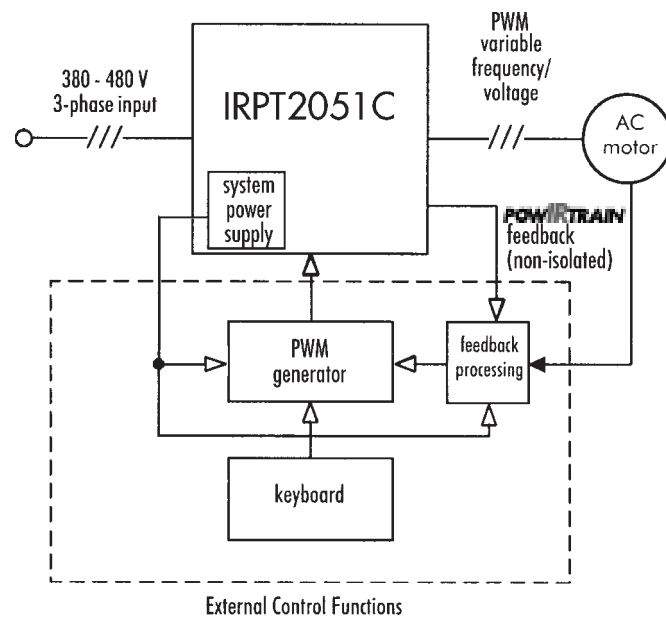 PWM
variable
frequency/
voltage
380 - 480 V
3-phase input
IRPT2051C
AC
motor
system
power
supply
POWIRTRAIN
feedback
(non-isolated)
PWM
generator
feedback
processing
keyboard
External Control Functions